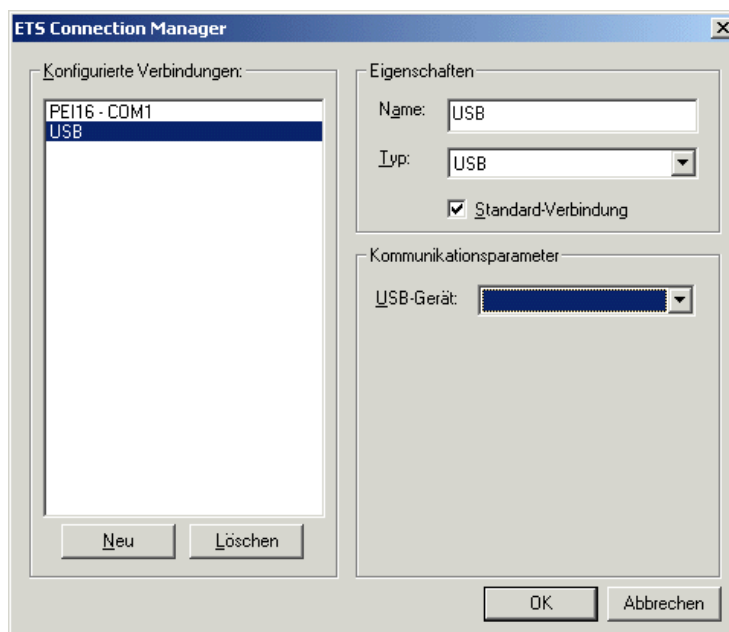 ETS Connection Manager
Konfigurierte Verbindungen:
PEI16 - COM1
USB
Neu
Löschen
Eigenschaften
Name: USB
Typ: USB
Standard-Verbindung
Kommunikationsparameter
USB-Gerät:
OK
Abbrechen